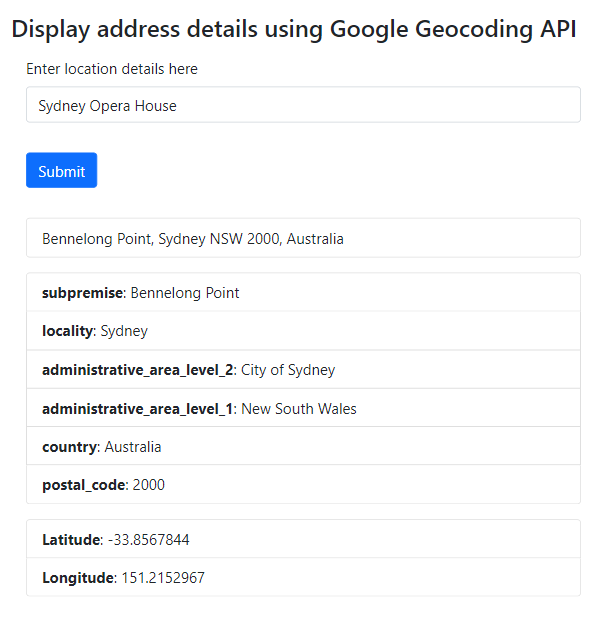 Display address details using Google Geocoding API
Enter location details here
Sydney Opera House
Submit
Bennelong Point, Sydney NSW 2000, Australia
subpremise: Bennelong Point
locality: Sydney
administrative_area_level_2: City of Sydney
administrative_area_level_1: New South Wales
country: Australia
postal_code: 2000
Latitude: -33.8567844
Longitude: 151.2152967